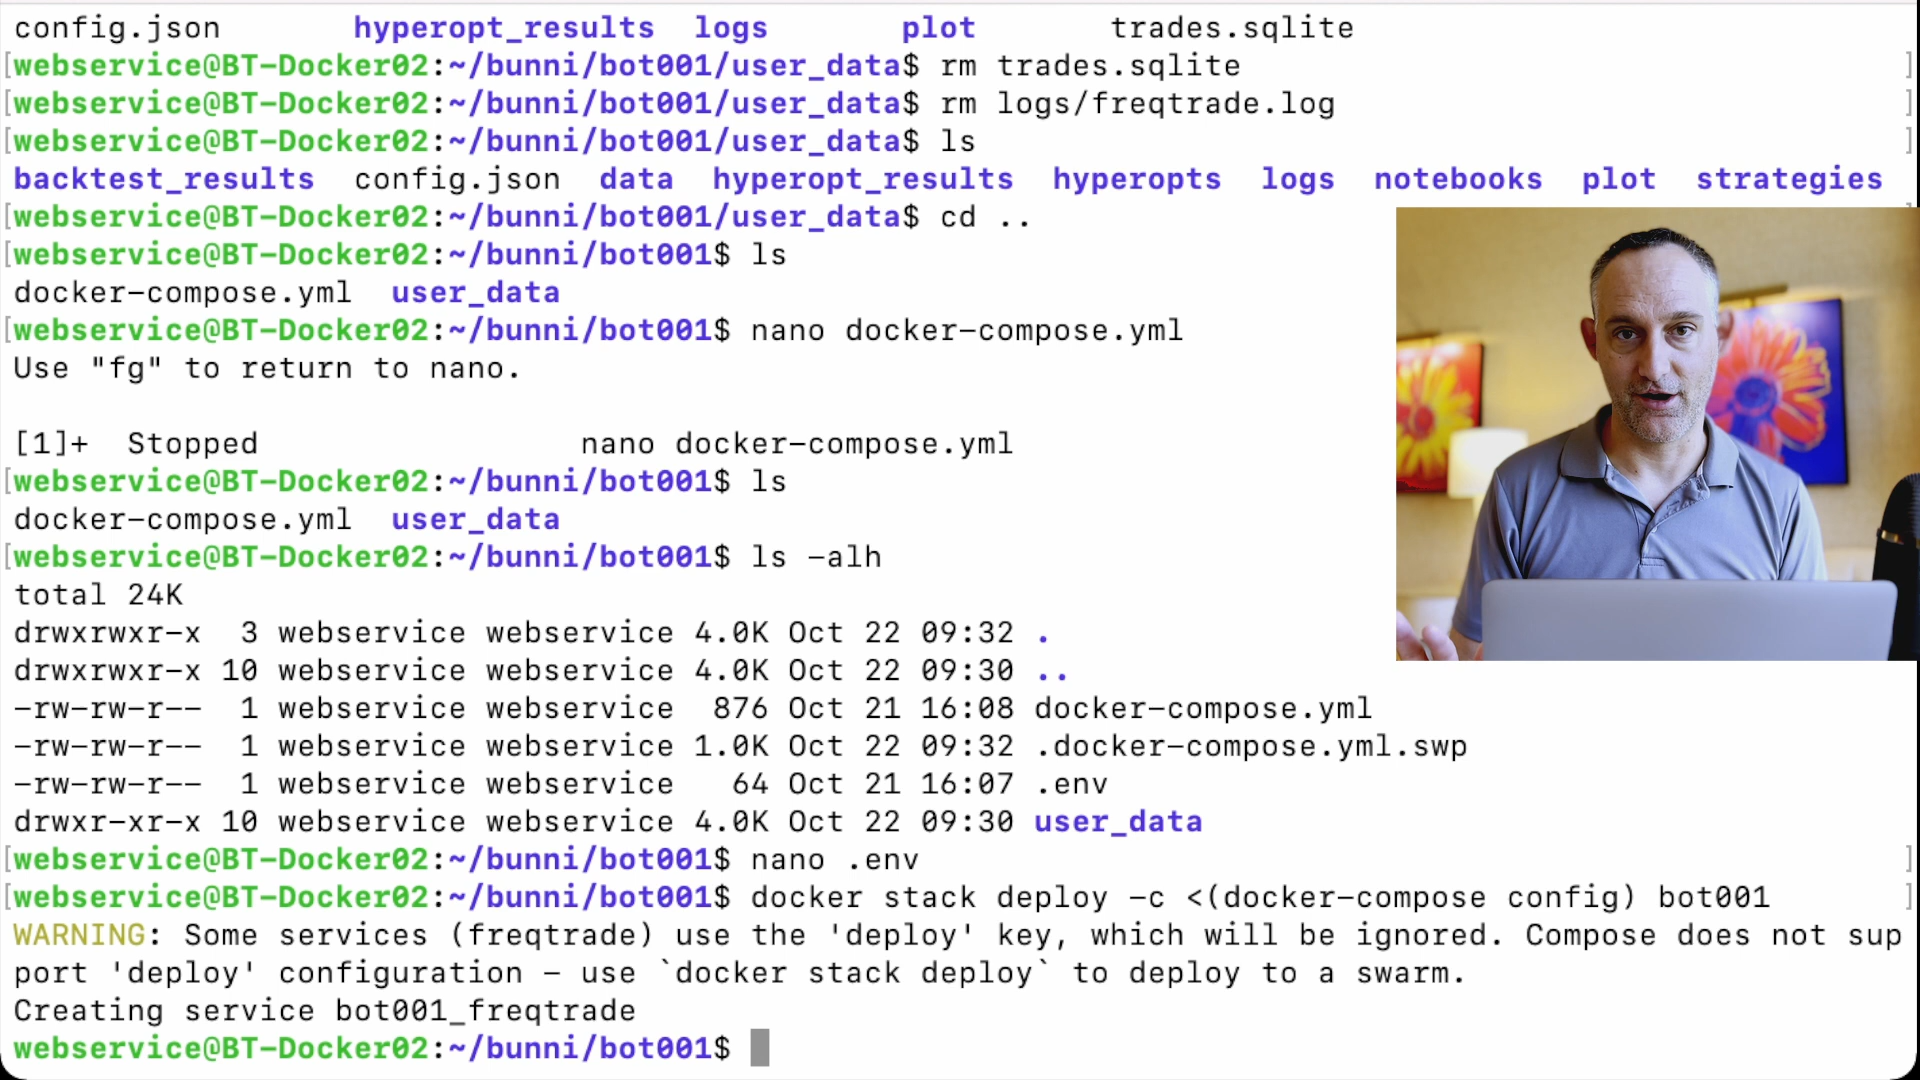 config.json       hyperopt_results  logs       plot       trades.sqlite
[webservice@BT-Docker02:~/bunni/bot001/user_data$ rm trades.sqlite ]
[webservice@BT-Docker02:~/bunni/bot001/user_data$ rm logs/freqtrade.log ]
[webservice@BT-Docker02:~/bunni/bot001/user_data$ ls ]
backtest_results  config.json  data  hyperopt_results  hyperopts  logs  notebooks  plot  strategies
[webservice@BT-Docker02:~/bunni/bot001/user_data$ cd ..
[webservice@BT-Docker02:~/bunni/bot001$ ls
docker-compose.yml  user_data
[webservice@BT-Docker02:~/bunni/bot001$ nano docker-compose.yml
Use "fg" to return to nano.
[1]+  Stopped                 nano docker-compose.yml
[webservice@BT-Docker02:~/bunni/bot001$ ls
docker-compose.yml  user_data
[webservice@BT-Docker02:~/bunni/bot001$ ls -alh
total 24K
drwxrwxr-x  3 webservice webservice 4.0K Oct 22 09:32 .
drwxrwxr-x 10 webservice webservice 4.0K Oct 22 09:30 ..
-rw-rw-r--  1 webservice webservice  876 Oct 21 16:08 docker-compose.yml
-rw-rw-r--  1 webservice webservice 1.0K Oct 22 09:32 .docker-compose.yml.swp
-rw-rw-r--  1 webservice webservice   64 Oct 21 16:07 .env
drwxr-xr-x 10 webservice webservice 4.0K Oct 22 09:30 user_data
[webservice@BT-Docker02:~/bunni/bot001$ nano .env ]
[webservice@BT-Docker02:~/bunni/bot001$ docker stack deploy -c <(docker-compose config) bot001 ]
WARNING: Some services (freqtrade) use the 'deploy' key, which will be ignored. Compose does not sup
port 'deploy' configuration - use `docker stack deploy` to deploy to a swarm.
Creating service bot001_freqtrade
webservice@BT-Docker02:~/bunni/bot001$